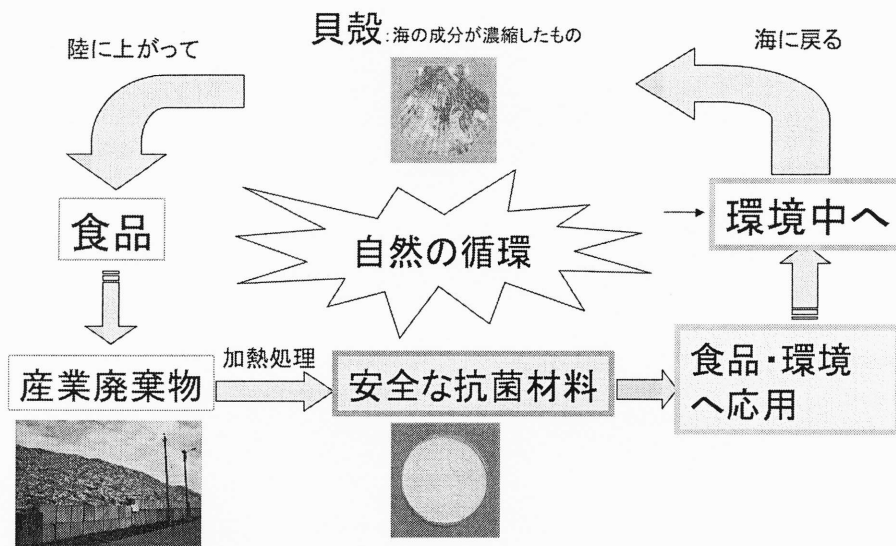 陸に上がって
貝殻:海の成分が濃縮したもの
海に戻る
食品
自然の循環
環境中へ
産業廃棄物
加熱処理
安全な抗菌材料
食品・環境
へ応用